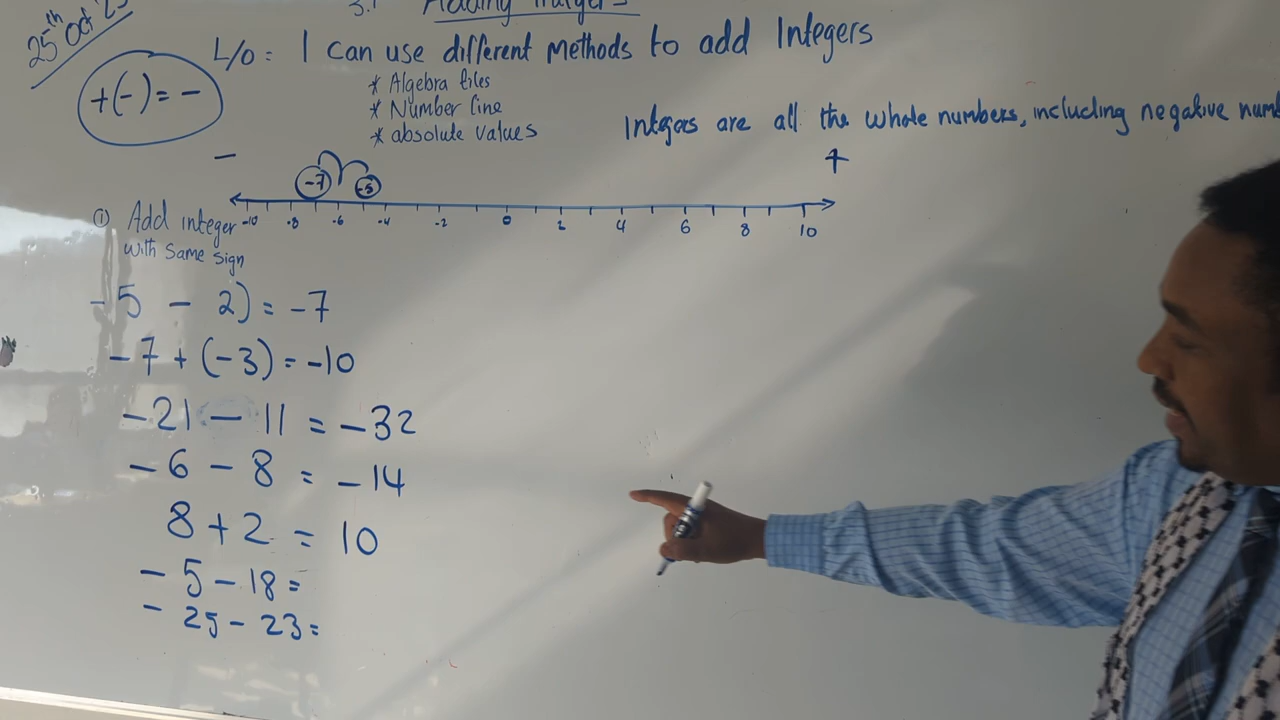 25th Oct
3.1 Adding Integers
L/O = I can use different methods to add Integers
+(-) = -
* Algebra tiles
* Number line
* absolute values
Integers are all the whole numbers, including negative
- +
-7 -5
-10 -8 -6 -4 -2 0 2 4 6 8 10
① Add integer
with same sign
-5 - 2) = -7
-7 + (-3) = -10
-21 - 11 = -32
-6 - 8 = -14
8 + 2 = 10
-5 - 18 =
-25 - 23 =